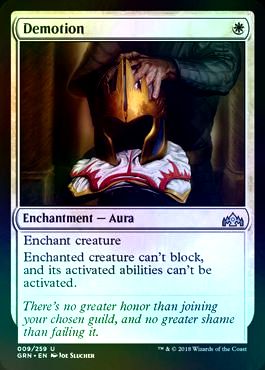 Demotion
Enchantment — Aura
Enchant creature
Enchanted creature can't block,
and its activated abilities can't be
activated.
There's no greater honor than joining
your chosen guild, and no greater shame
than failing it.
009/259 U
GRN • EN Joe Slucher
™ & © 2018 Wizards of the Coast